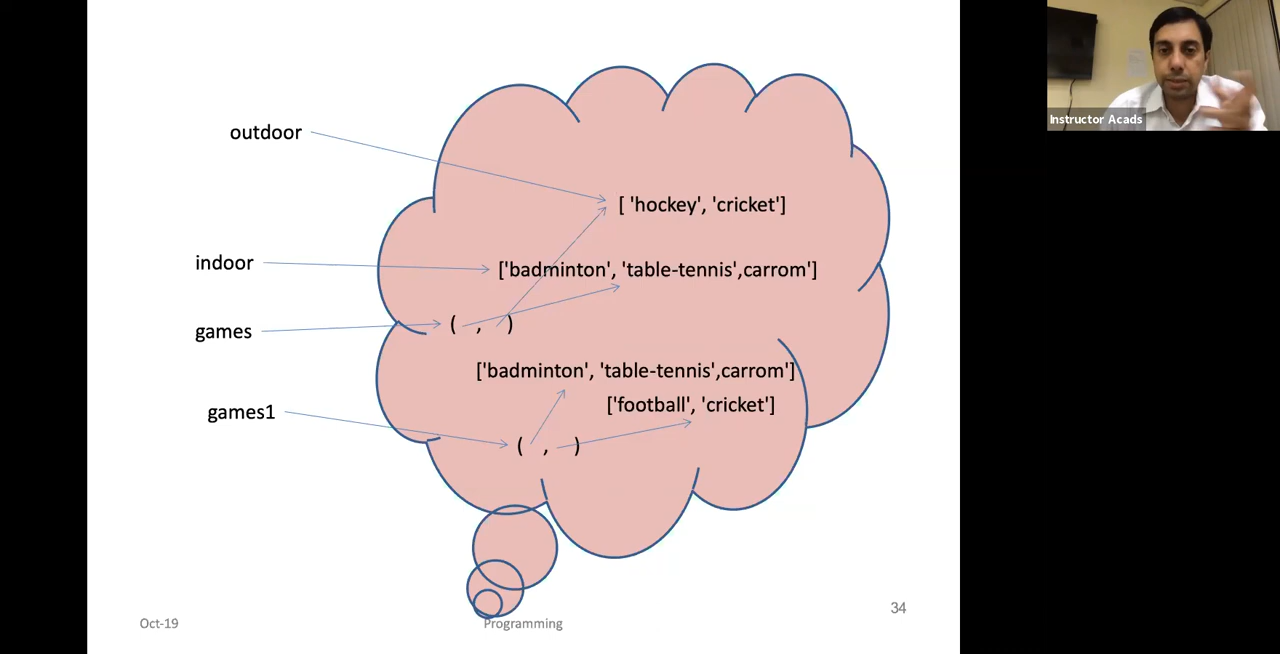 Instructor Acads
outdoor
[ 'hockey', 'cricket']
indoor
['badminton', 'table-tennis',carrom']
games
( , )
['badminton', 'table-tennis',carrom']
['football', 'cricket']
games1
( , )
34
Oct-19
Programming